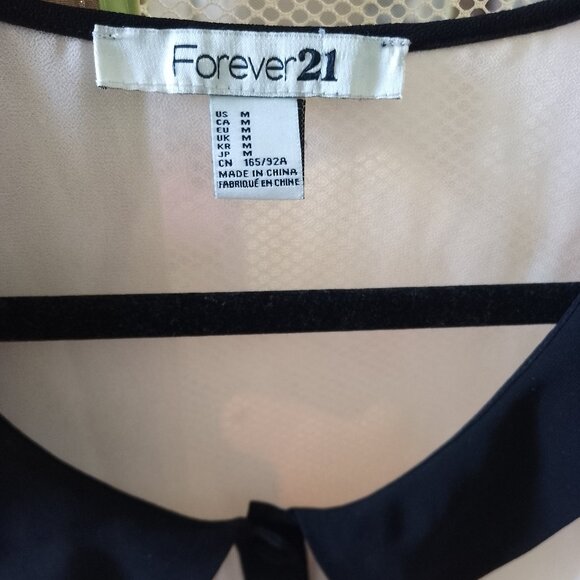 Forever21
US M
CA M
EU M
UK M
KR M
JP M
CN 165/92A
MADE IN CHINA
FABRIQUÉ EN CHINE